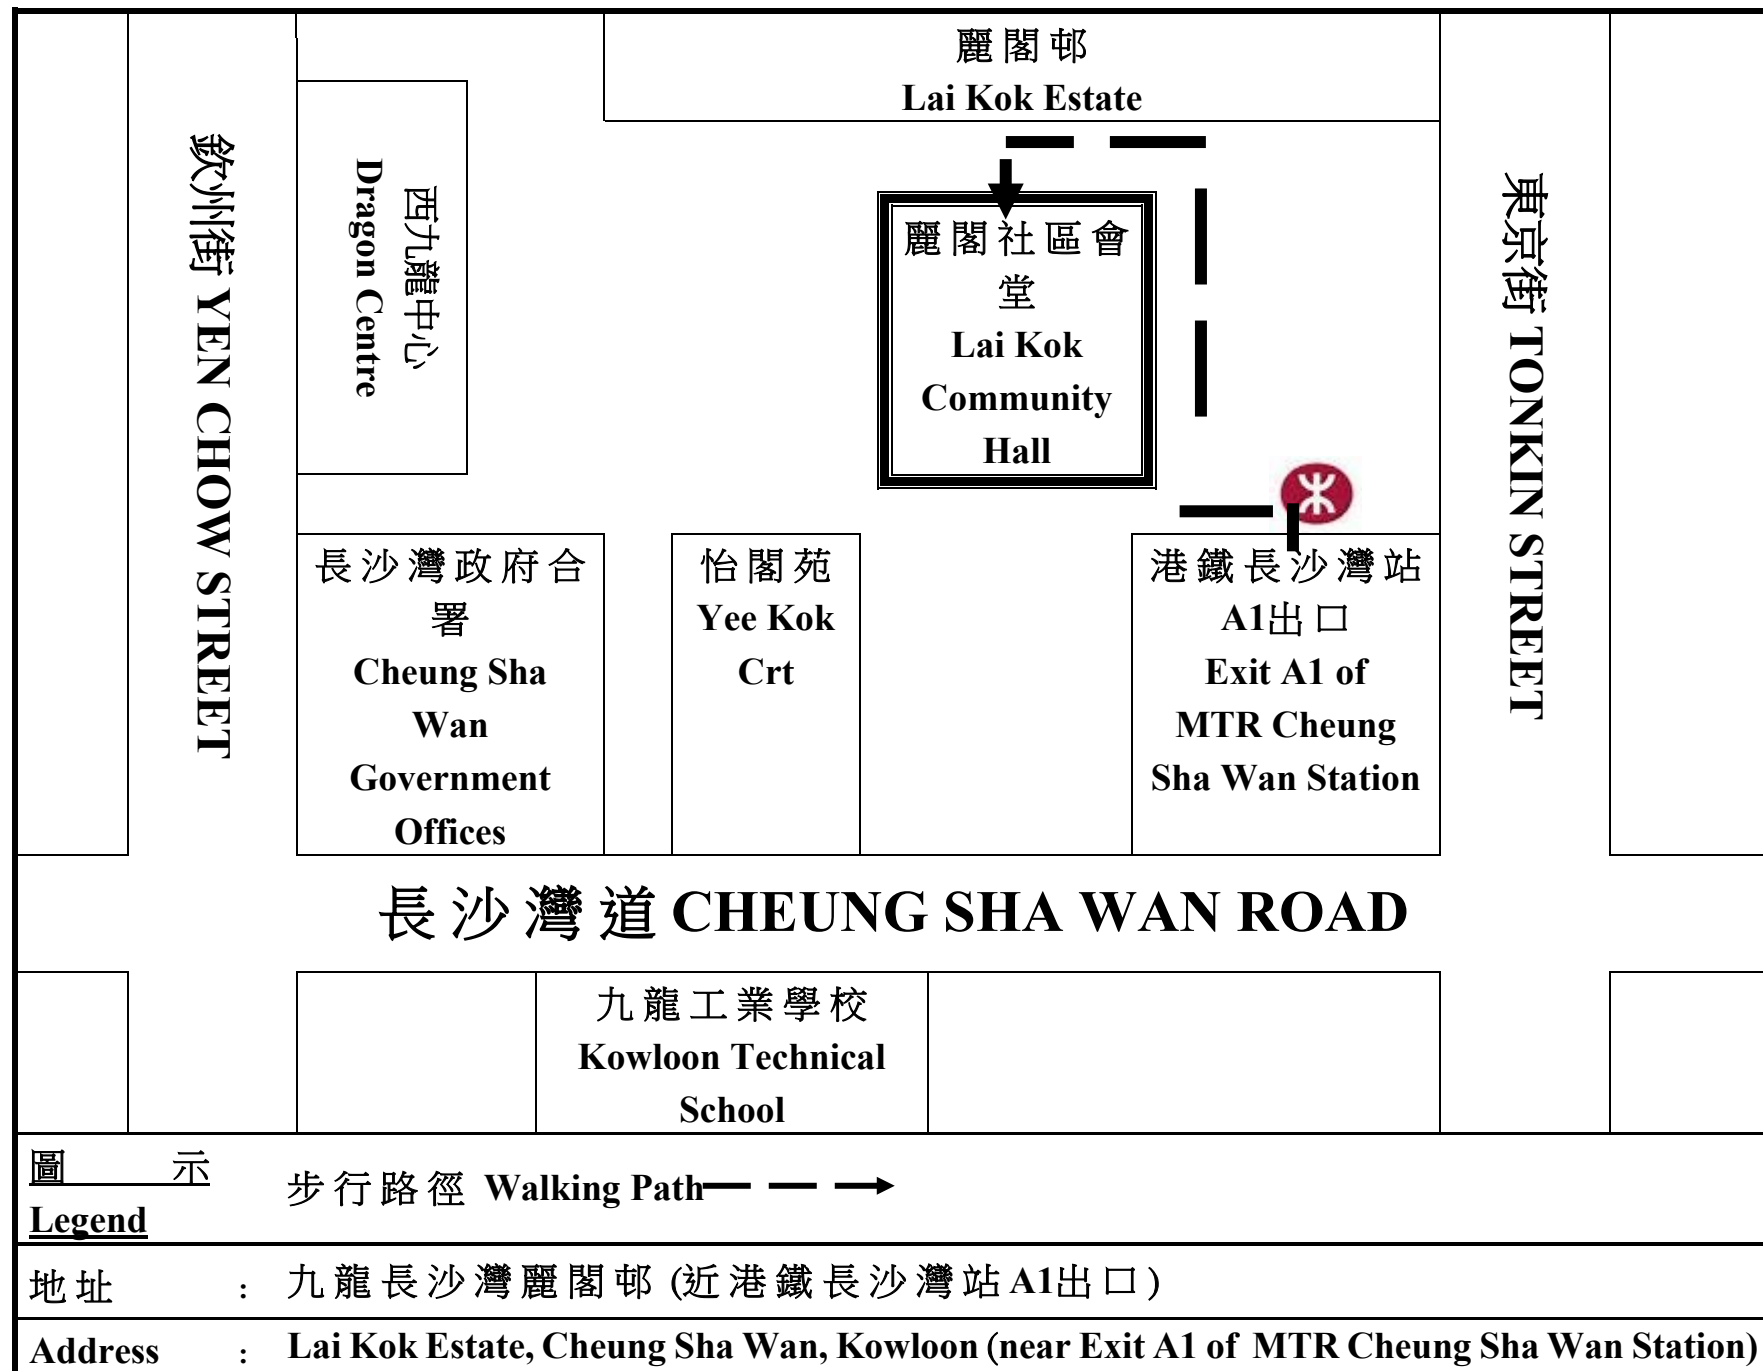 麗閣邨
Lai Kok Estate
欽州街 YEN CHOW STREET
西九龍中心
Dragon Centre
麗閣社區會
堂
Lai Kok
Community
Hall
東京街 TONKIN STREET
長沙灣政府合
署
Cheung Sha
Wan
Government
Offices
怡閣苑
Yee Kok
Crt
港鐵長沙灣站
A1出口
Exit A1 of
MTR Cheung
Sha Wan Station
長沙灣道 CHEUNG SHA WAN ROAD
九龍工業學校
Kowloon Technical
School
圖 示
Legend
步行路徑 Walking Path
地址 : 九龍長沙灣麗閣邨 (近港鐵長沙灣站 A1出口)
Address : Lai Kok Estate, Cheung Sha Wan, Kowloon (near Exit A1 of MTR Cheung Sha Wan Station)